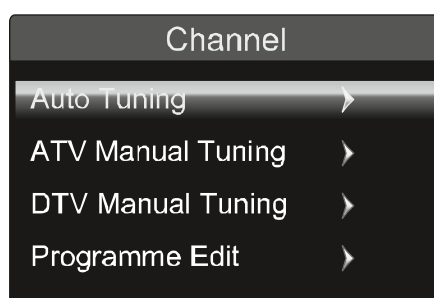 Channel
Auto Tuning
ATV Manual Tuning
DTV Manual Tuning
Programme Edit